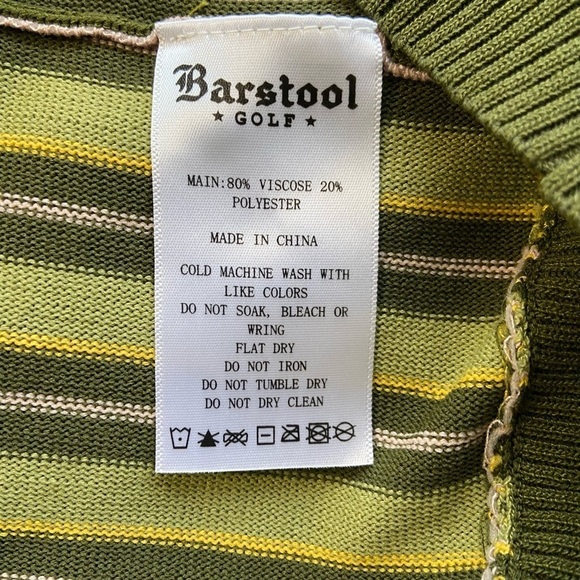 Barstool
★ GOLF ★
MAIN:80% VISCOSE 20%
POLYESTER
MADE IN CHINA
COLD MACHINE WASH WITH
LIKE COLORS
DO NOT SOAK, BLEACH OR
WRING
FLAT DRY
DO NOT IRON
DO NOT TUMBLE DRY
DO NOT DRY CLEAN